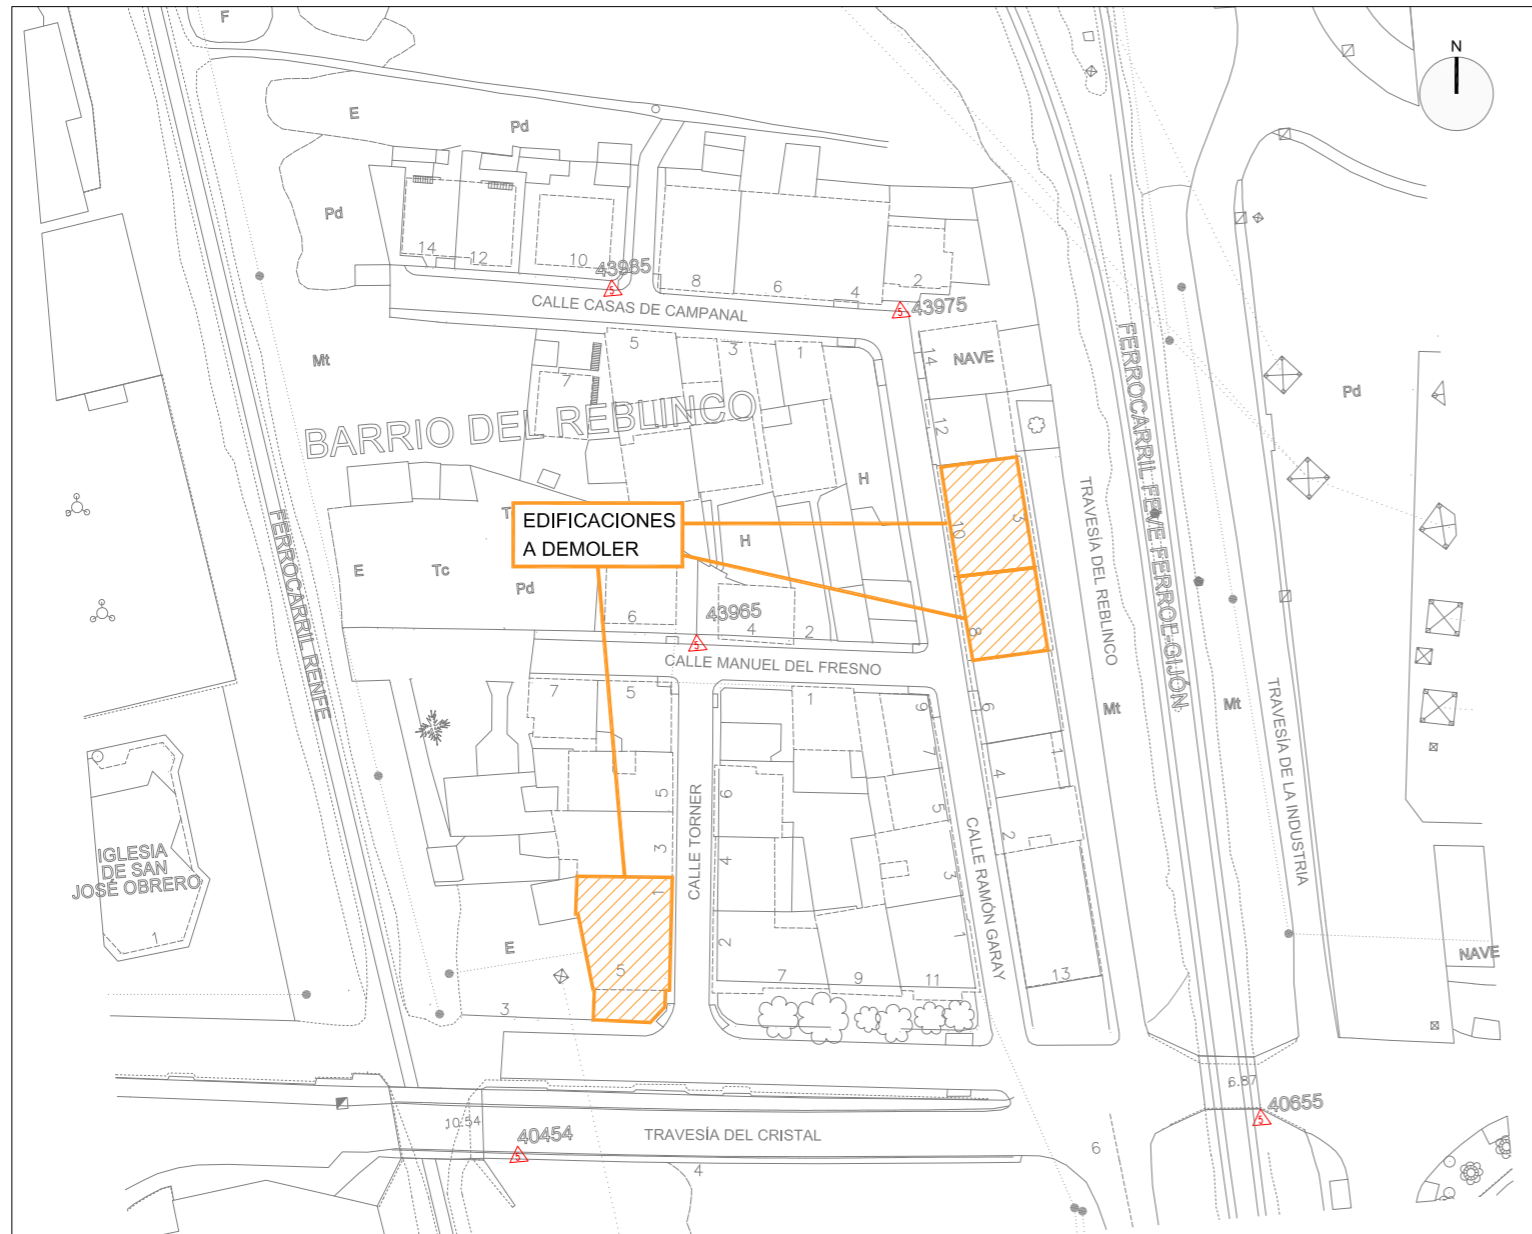 F
N
E
Pd
Pd
14
12
10
43985
8
6
4
2
43975
CALLE CASAS DE CAMPANAL
Mt
5
3
1
7
14
NAVE
Pd
BARRIO DEL REBLINCO
12
H
EDIFICACIONES
A DEMOLER
H
10
3
E
Tc
Pd
6
43965
4
2
8
CALLE MANUEL DEL FRESNO
FERROCARRIL RENFE
FERROCARRIL FEVE FERROL-GIJÓN
TRAVESÍA DEL REBLINCO
TRAVESÍA DE LA INDUSTRIA
Mt
Mt
7
5
1
9
7
6
1
4
5
6
5
2
CALLE TORNER
3
4
3
1
CALLE RAMÓN GARAY
IGLESIA
DE SAN
JOSÉ OBRERO
1
E
5
2
1
7
9
11
13
3
NAVE
6.87
40655
10.54
40454
TRAVESÍA DEL CRISTAL
4
6